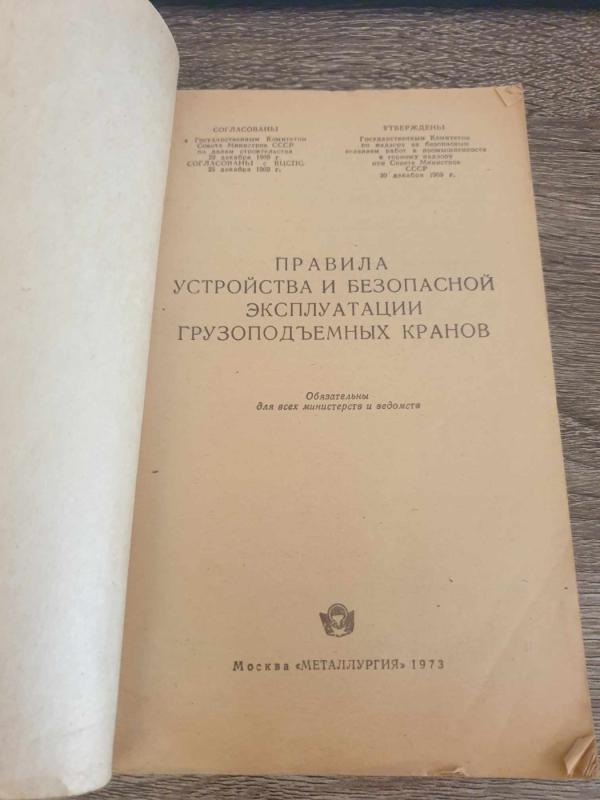 СОГЛАСОВАНЫ
с Государственным Комитетом
Совета Министров СССР
по делам строительства
декабря 1969 г.
СОГЛАСОВАНЫ с ВЦСПС
25 декабря 1969 г.
УТВЕРЖДЕНЫ
Государственным Комитетом
по надзору за безопасным
ведением работ в промышленности
и горному надзору
при Совете Министров
СССР
30 декабря 1969 г.
ПРАВИЛА
УСТРОЙСТВА И БЕЗОПАСНОЙ
ЭКСПЛУАТАЦИИ
ГРУЗОПОДЪЕМНЫХ КРАНОВ
Обязательны
для всех министерств и ведомств
Москва «МЕТАЛЛУРГИЯ» 1973